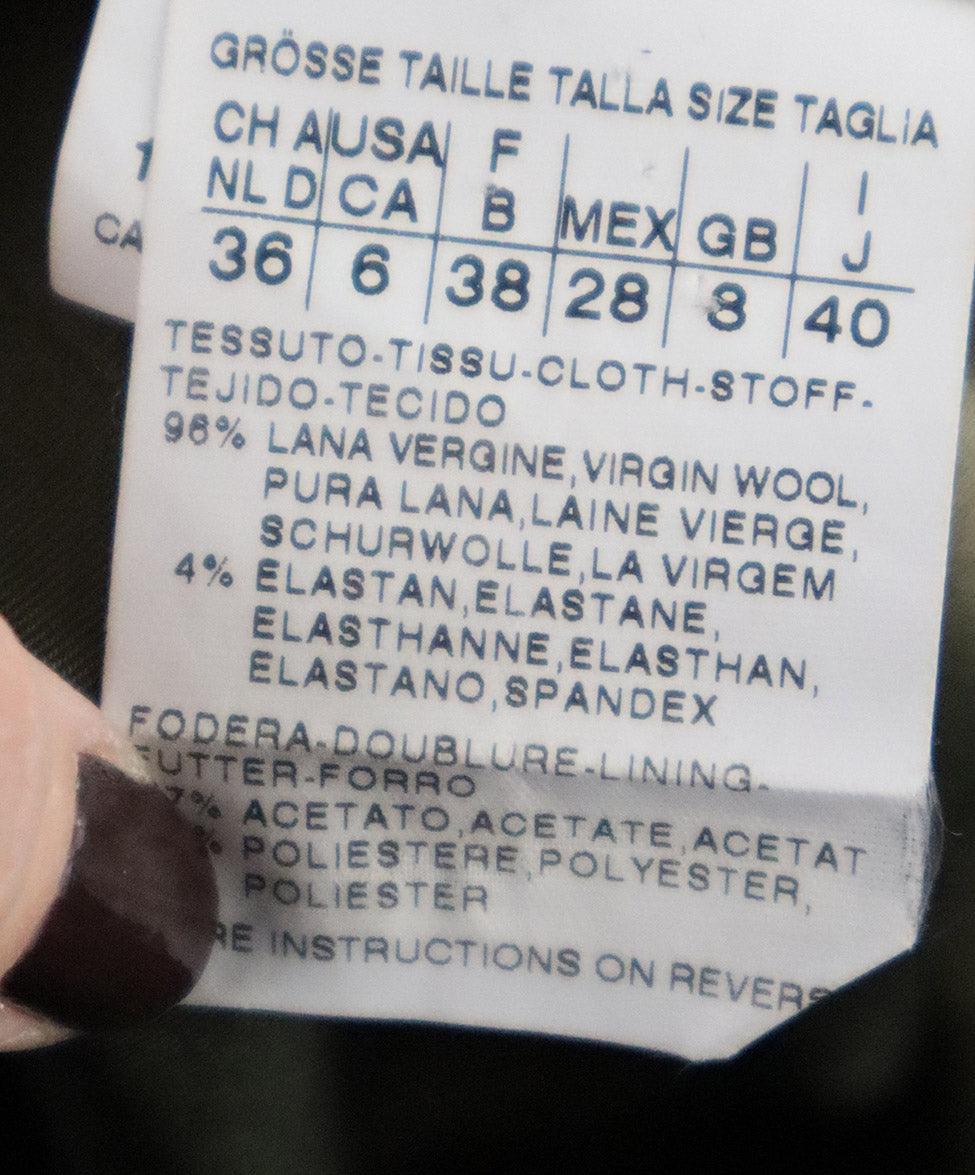 GRÖSSE TAILLE TALLA SIZE TAGLIA
CH A USA F I
NL D CA B MEX GB J
36 6 38 28 8 40
TESSUTO-TISSU-CLOTH-STOFF-
TEJIDO-TECIDO
96% LANA VERGINE,VIRGIN WOOL,
PURA LANA,LAINE VIERGE,
SCHURWOLLE,LA VIRGEM
4% ELASTAN,ELASTANE,
ELASTHANNE,ELASTHAN,
ELASTANO,SPANDEX
FODERA-DOUBLURE-LINING-
FUTTER-FORRO
ACETATO,ACETATE,ACETAT
POLIESTERE,POLYESTER,
POLIESTER
INSTRUCTIONS ON